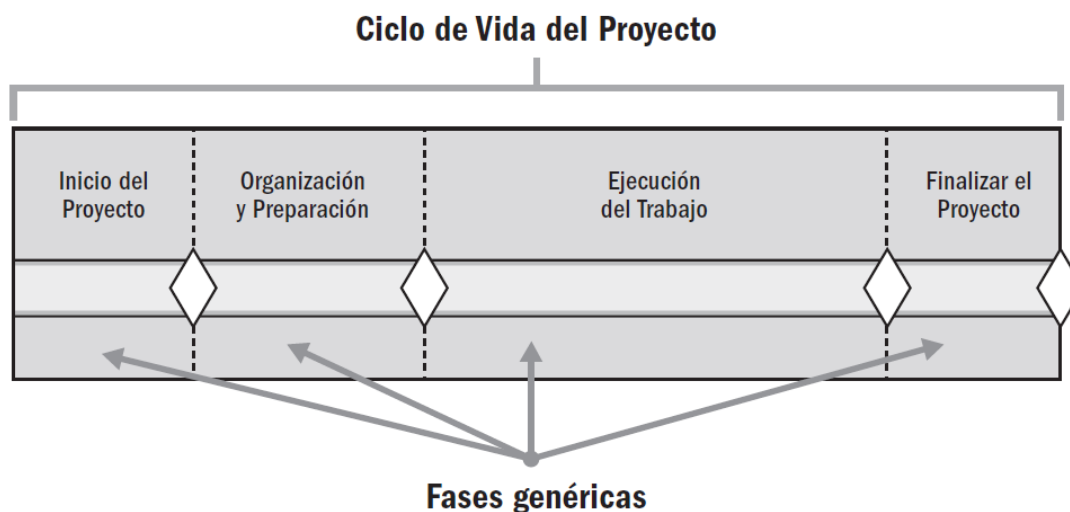 Ciclo de Vida del Proyecto
Inicio del
Proyecto
Organización
y Preparación
Ejecución
del Trabajo
Finalizar el
Proyecto
Fases genéricas